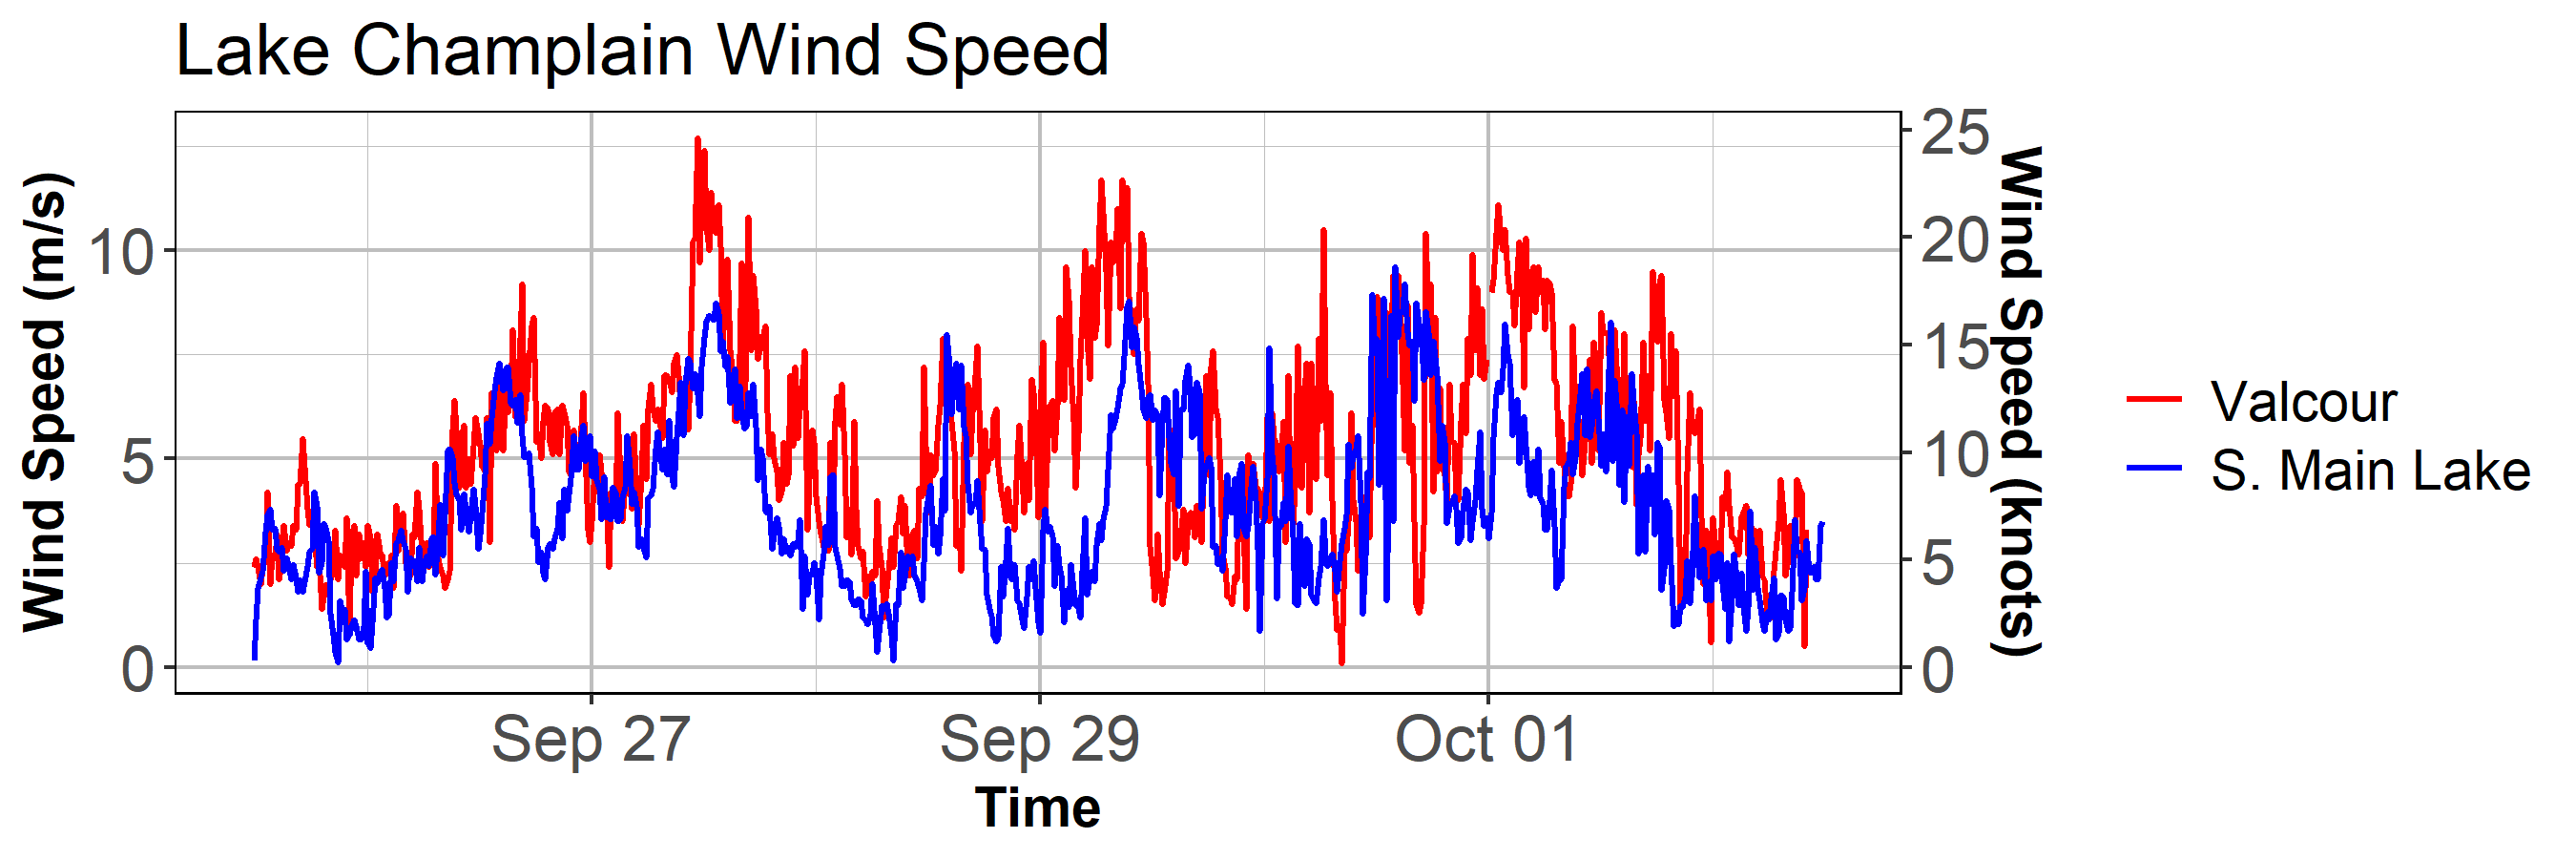 Lake Champlain Wind Speed
Wind Speed (m/s)
10
5
0
25
20
15
10
5
0
Wind Speed (knots)
Sep 27
Sep 29
Oct 01
Time
Valcour
S. Main Lake